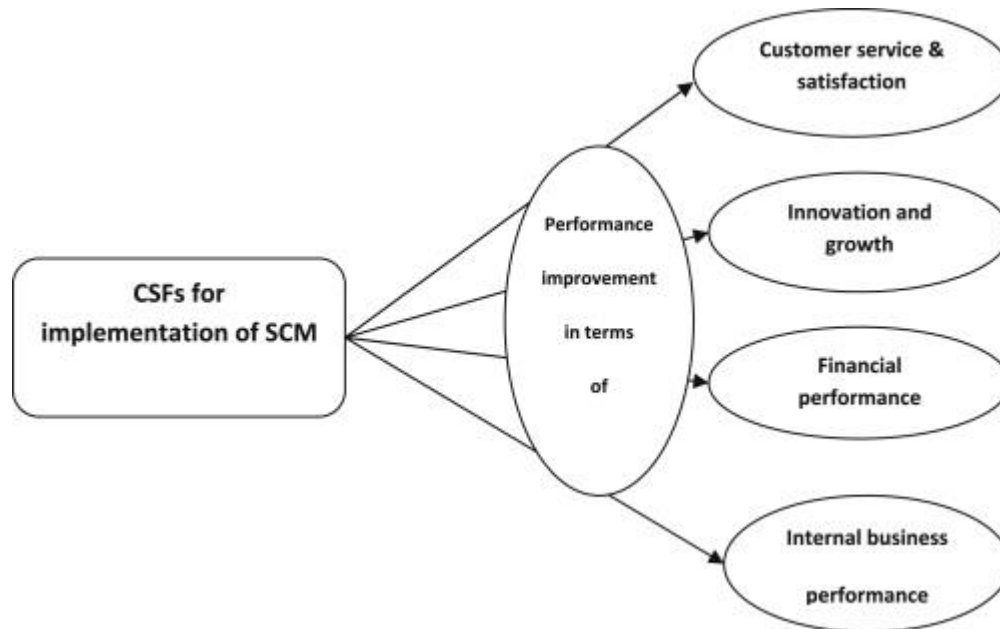 CSFs for
implementation of SCM
Performance
improvement
in terms
of
Customer service &
satisfaction
Innovation and
growth
Financial
performance
Internal business
performance